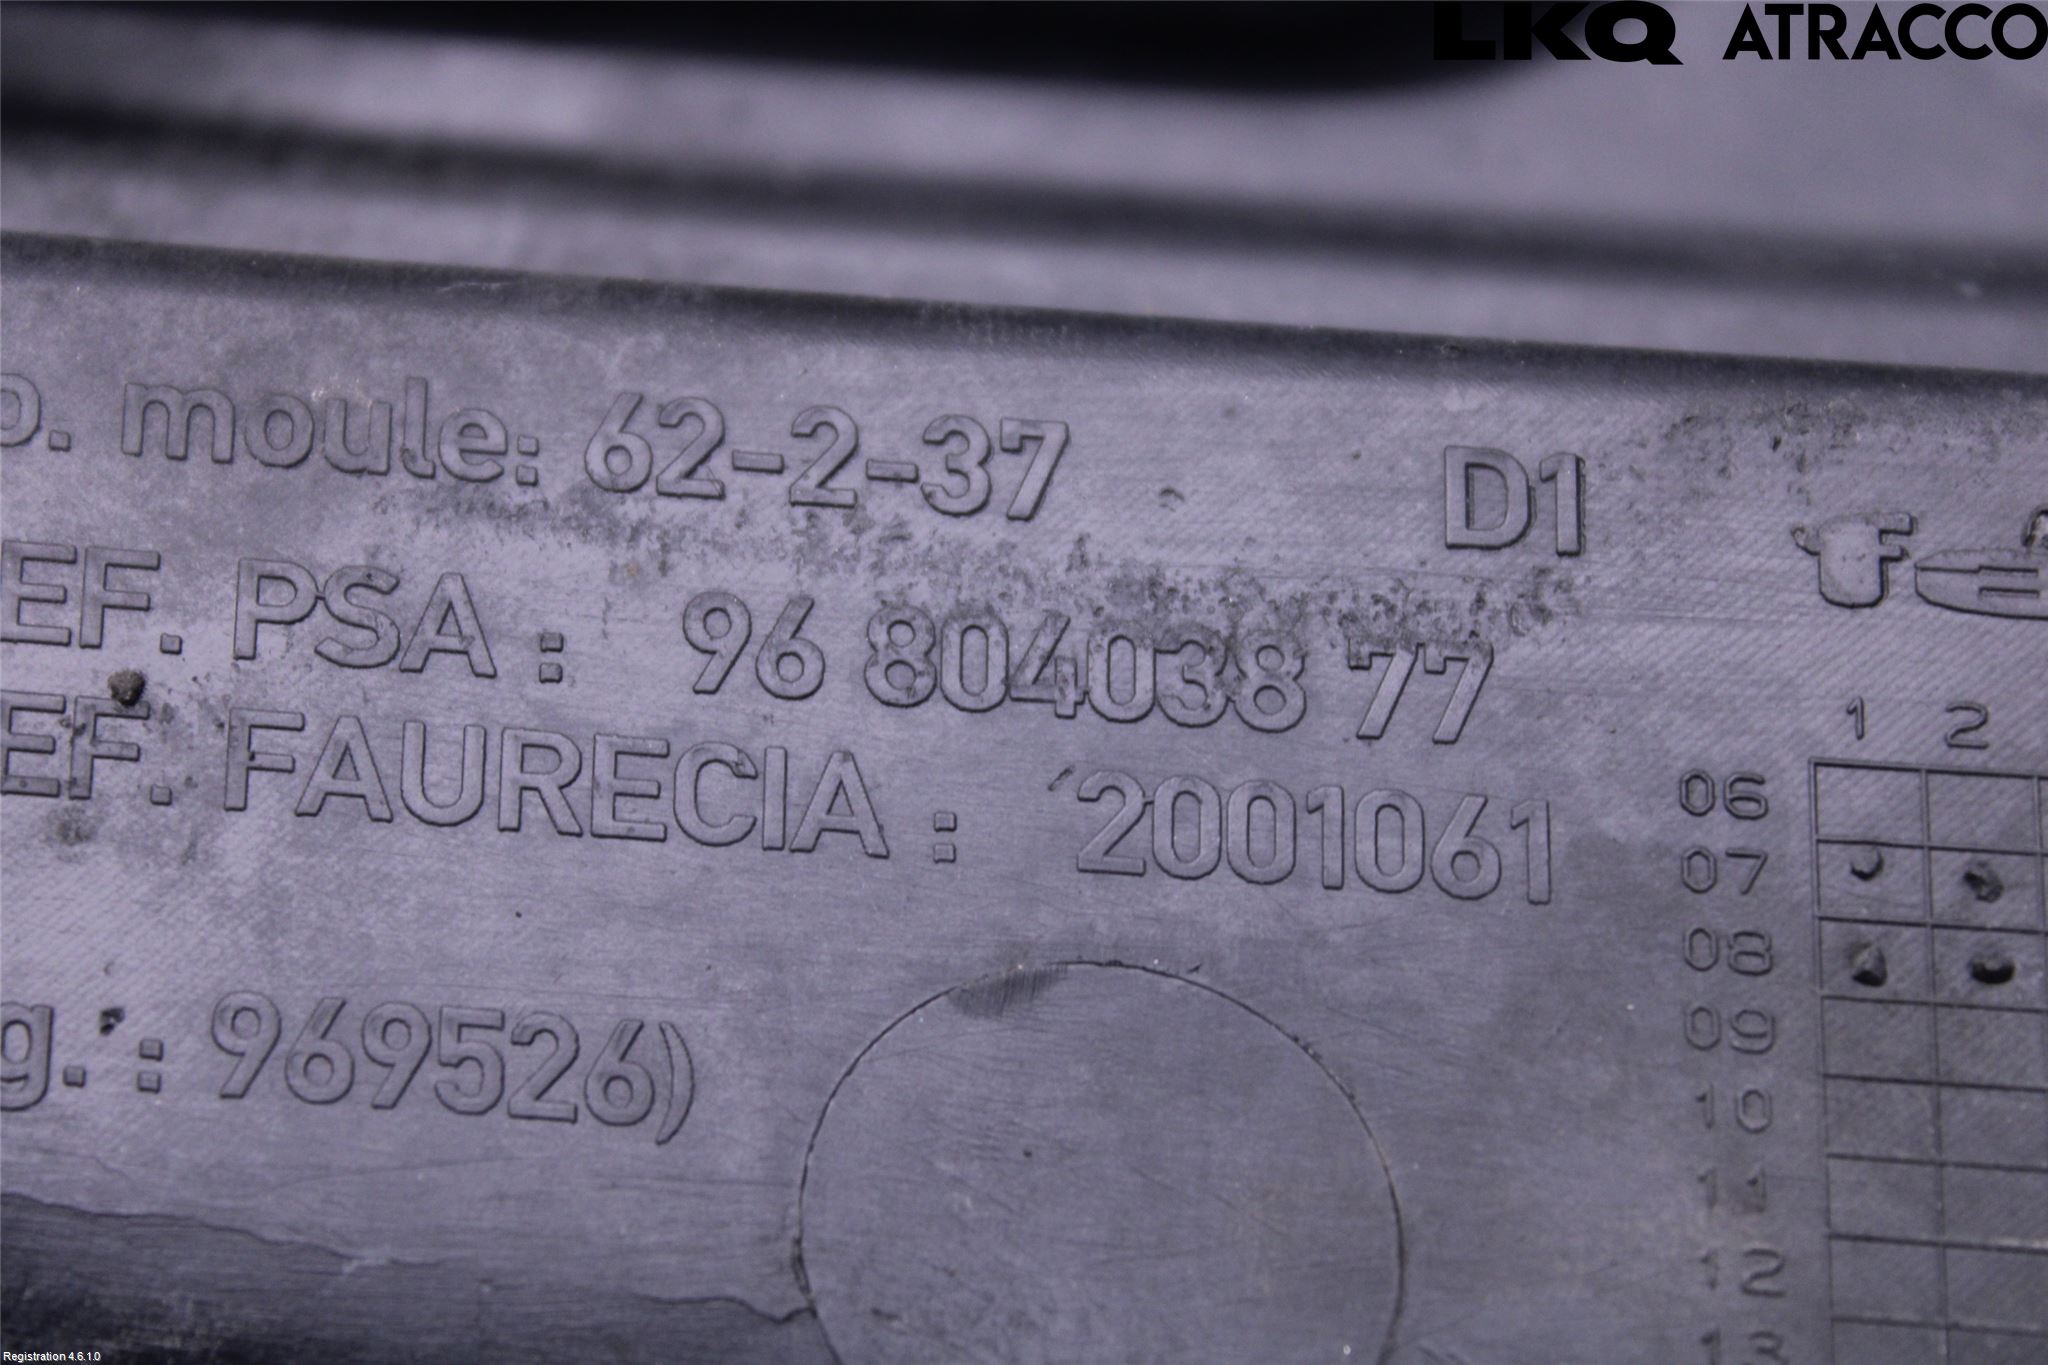 LKQ ATRACCO
o. moule: 62-2-37 D1
EF. PSA : 96 804038 77
EF. FAURECIA : 2001061
g. : 969526)
1 2
06
07
08
09
10
11
12
13
Registration 4.6.1.0